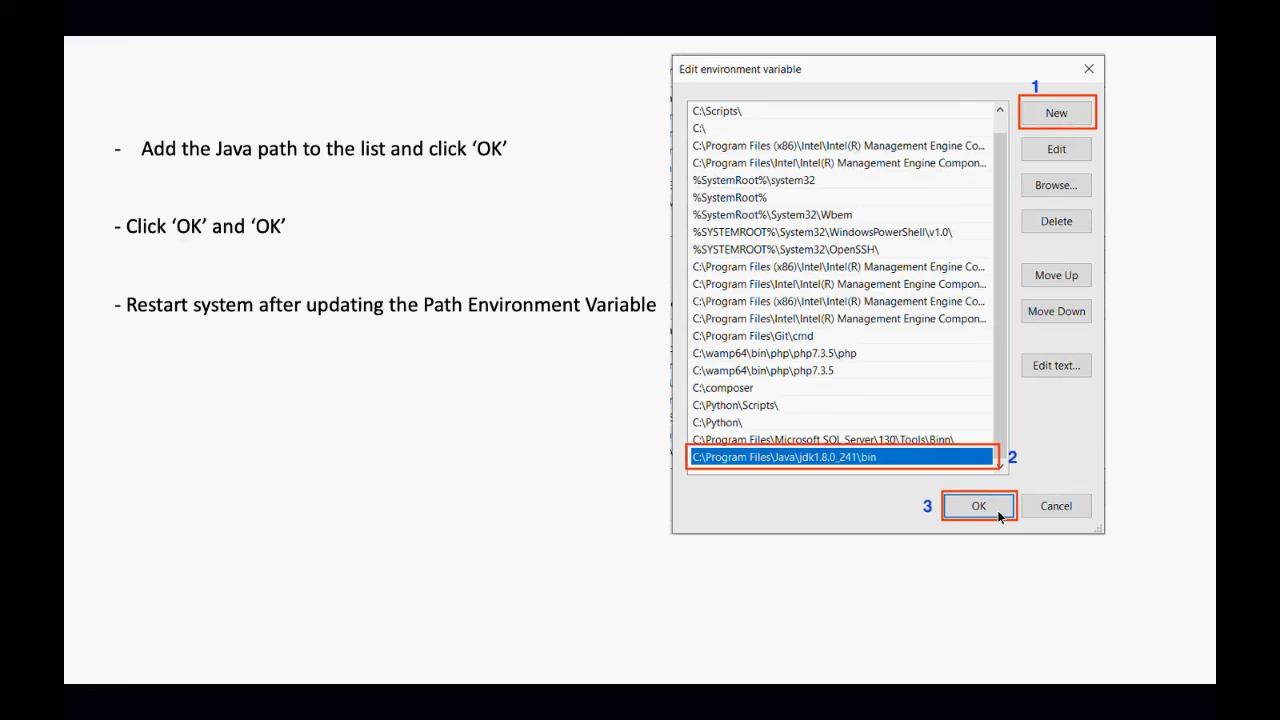 - Add the Java path to the list and click ‘OK’
- Click ‘OK’ and ‘OK’
- Restart system after updating the Path Environment Variable
Edit environment variable
1
C:\Scripts\
C:\
C:\Program Files (x86)\Intel\Intel(R) Management Engine Co...
C:\Program Files\Intel\Intel(R) Management Engine Compon...
%SystemRoot%\system32
%SystemRoot%
%SystemRoot%\System32\Wbem
%SYSTEMROOT%\System32\WindowsPowerShell\v1.0\
%SYSTEMROOT%\System32\OpenSSH\
C:\Program Files (x86)\Intel\Intel(R) Management Engine Co...
C:\Program Files\Intel\Intel(R) Management Engine Compon...
C:\Program Files (x86)\Intel\Intel(R) Management Engine Co...
C:\Program Files\Intel\Intel(R) Management Engine Compon...
C:\Program Files\Git\cmd
C:\wamp64\bin\php\php7.3.5\php
C:\wamp64\bin\php\php7.3.5
C:\composer
C:\Python\Scripts\
C:\Python\
C:\Program Files\Microsoft SQL Server\130\Tools\Binn\
C:\Program Files\Java\jdk1.8.0_241\bin
2
New
Edit
Browse...
Delete
Move Up
Move Down
Edit text...
3
OK
Cancel